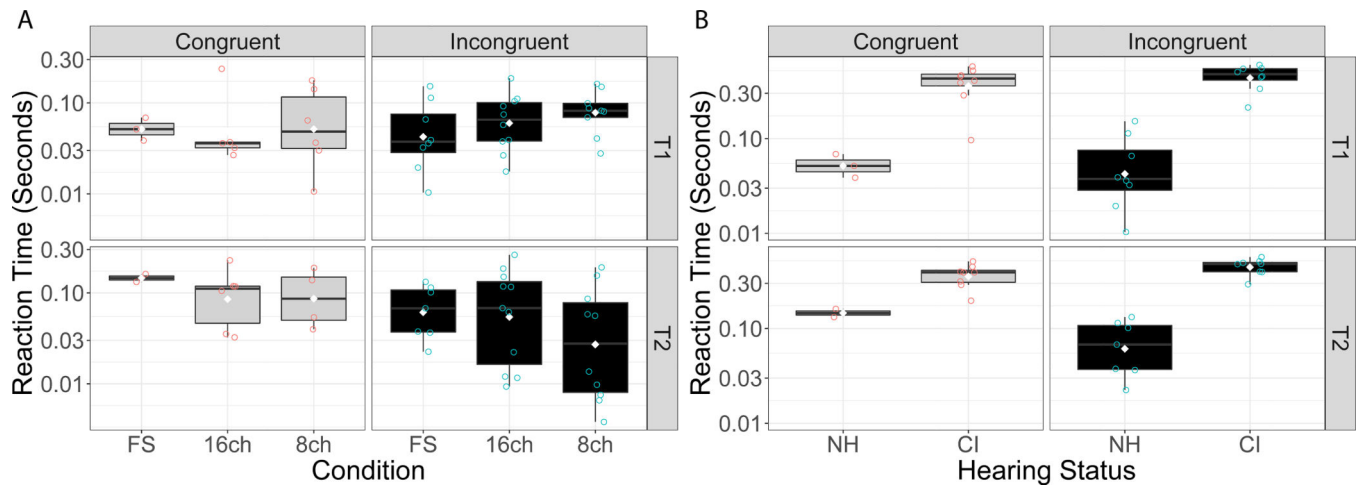 A
Congruent
Incongruent
Reaction Time (Seconds)
0.30
0.10
0.03
0.01
T1
0.30
0.10
0.03
0.01
T2
FS
16ch
8ch
FS
16ch
8ch
Condition
B
Congruent
Incongruent
Reaction Time (Seconds)
0.30
0.10
0.03
0.01
T1
0.30
0.10
0.03
0.01
T2
NH
CI
NH
CI
Hearing Status